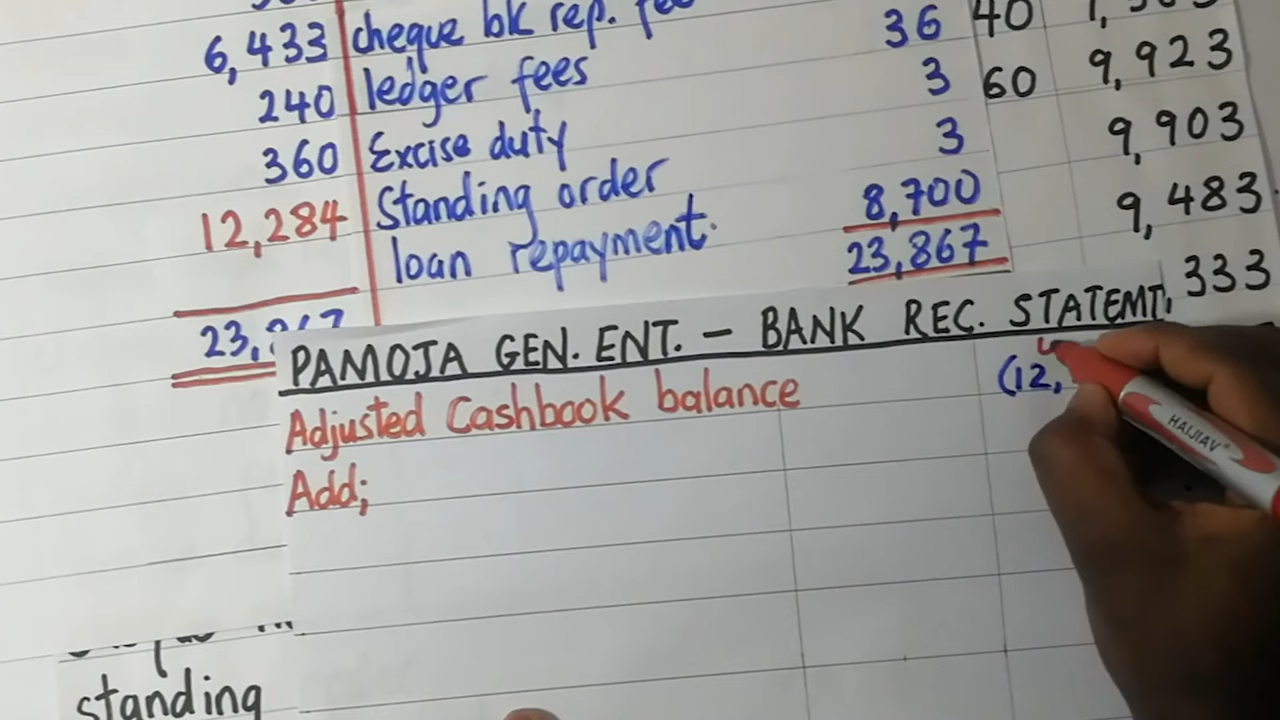 6,433 cheque bk rep. 36 40
240 ledger fees 3 60 9,923
360 Excise duty 3 9,903
12,284 Standing order 8,700 9,483
loan repayment. 23,867
333
PAMOJA GEN. ENT. - BANK REC. STATEMT.
Adjusted Cashbook balance (12,
Add;
HAIJIAV
standing